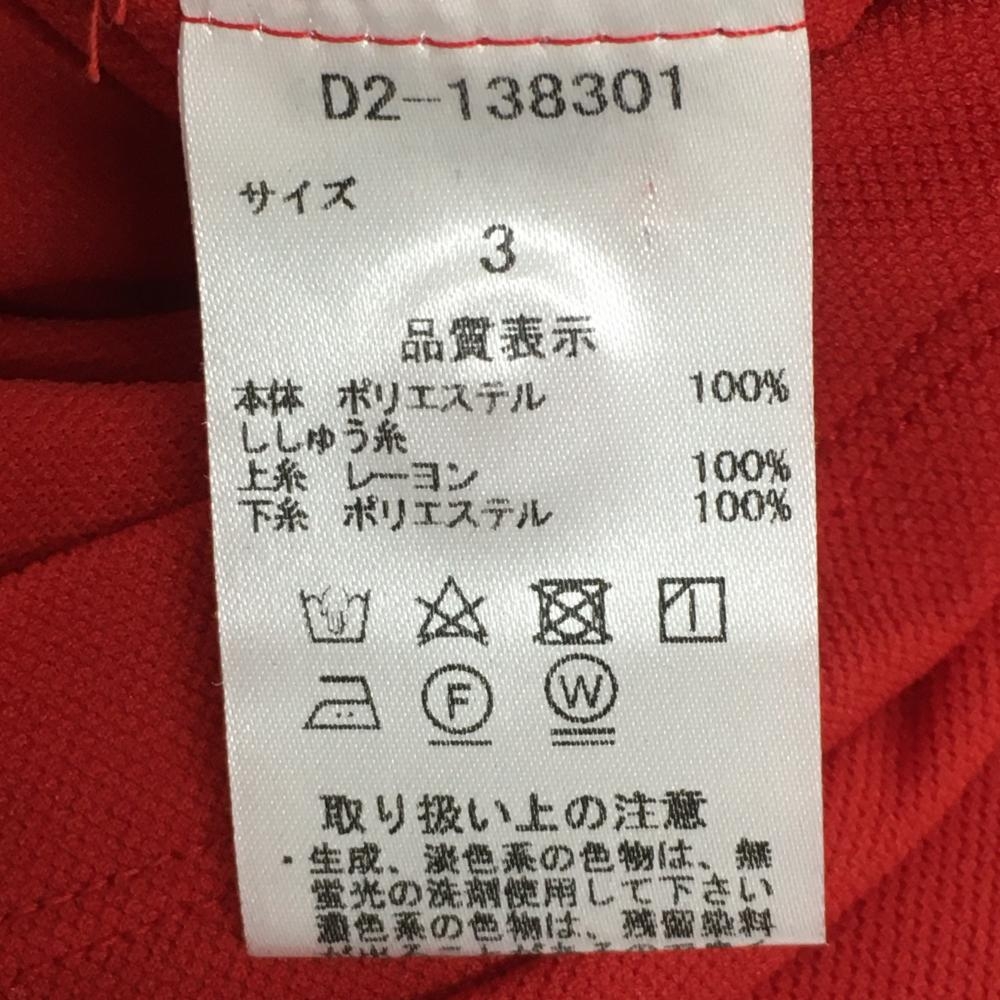 D2-138301
サイズ
3
品質表示
本体 ポリエステル 100%
ししゅう糸
上糸 レーヨン 100%
下糸 ポリエステル 100%
F W
取り扱い上の注意
・生成、淡色系の色物は、無
蛍光の洗剤使用して下さい
濃色系の色物は、残留染料